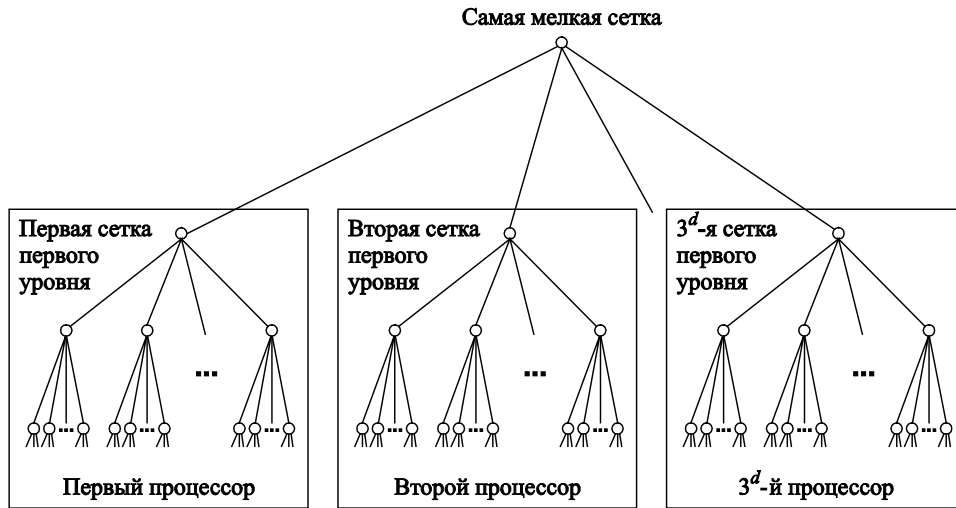 Самая мелкая сетка
Первая сетка
первого
уровня
Вторая сетка
первого
уровня
3^d-я сетка
первого
уровня
...
...
...
...
...
...
...
...
...
...
...
...
Первый процессор
Второй процессор
3^d-й процессор